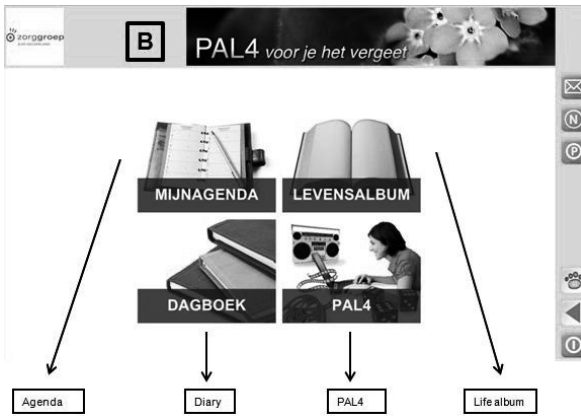 zorggroep
B
PAL4 voor je het vergeet
N
P
MIJNAGENDA
LEVENSALBUM
DAGBOEK
PAL4
Agenda
Diary
PAL4
Life album